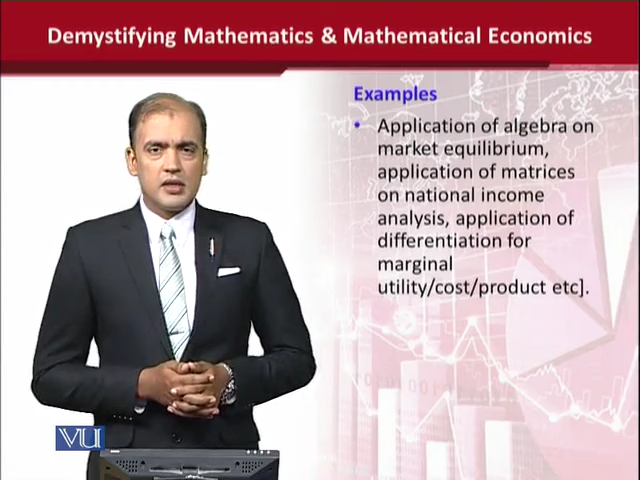 Demystifying Mathematics & Mathematical Economics
Examples
• Application of algebra on
market equilibrium,
application of matrices
on national income
analysis, application of
differentiation for
marginal
utility/cost/product etc].
VU